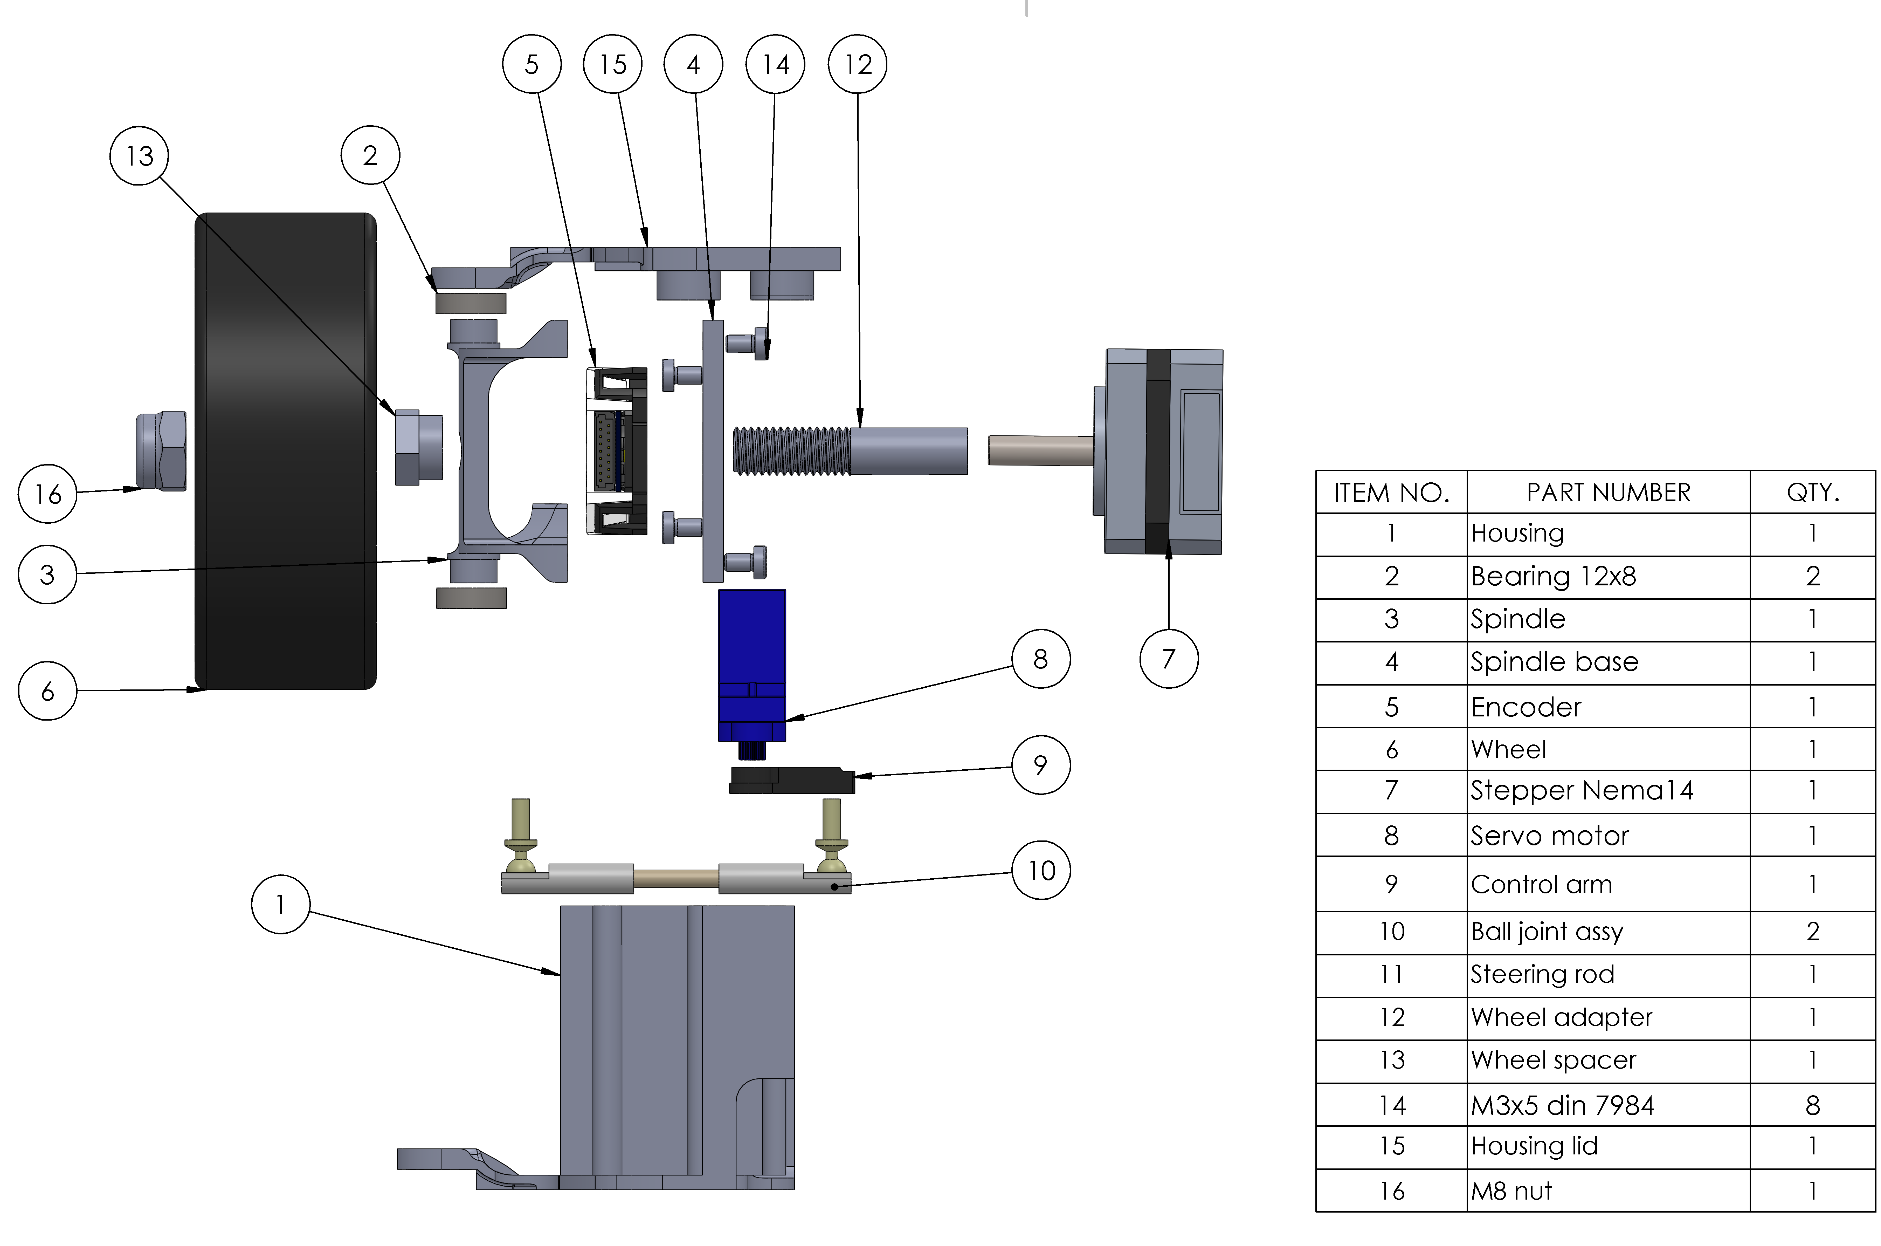 5 15 4 14 12
13 2
16
3
6
8 7
9
10
1
ITEM NO. PART NUMBER QTY.
1 Housing 1
2 Bearing 12x8 2
3 Spindle 1
4 Spindle base 1
5 Encoder 1
6 Wheel 1
7 Stepper Nema14 1
8 Servo motor 1
9 Control arm 1
10 Ball joint assy 2
11 Steering rod 1
12 Wheel adapter 1
13 Wheel spacer 1
14 M3x5 din 7984 8
15 Housing lid 1
16 M8 nut 1